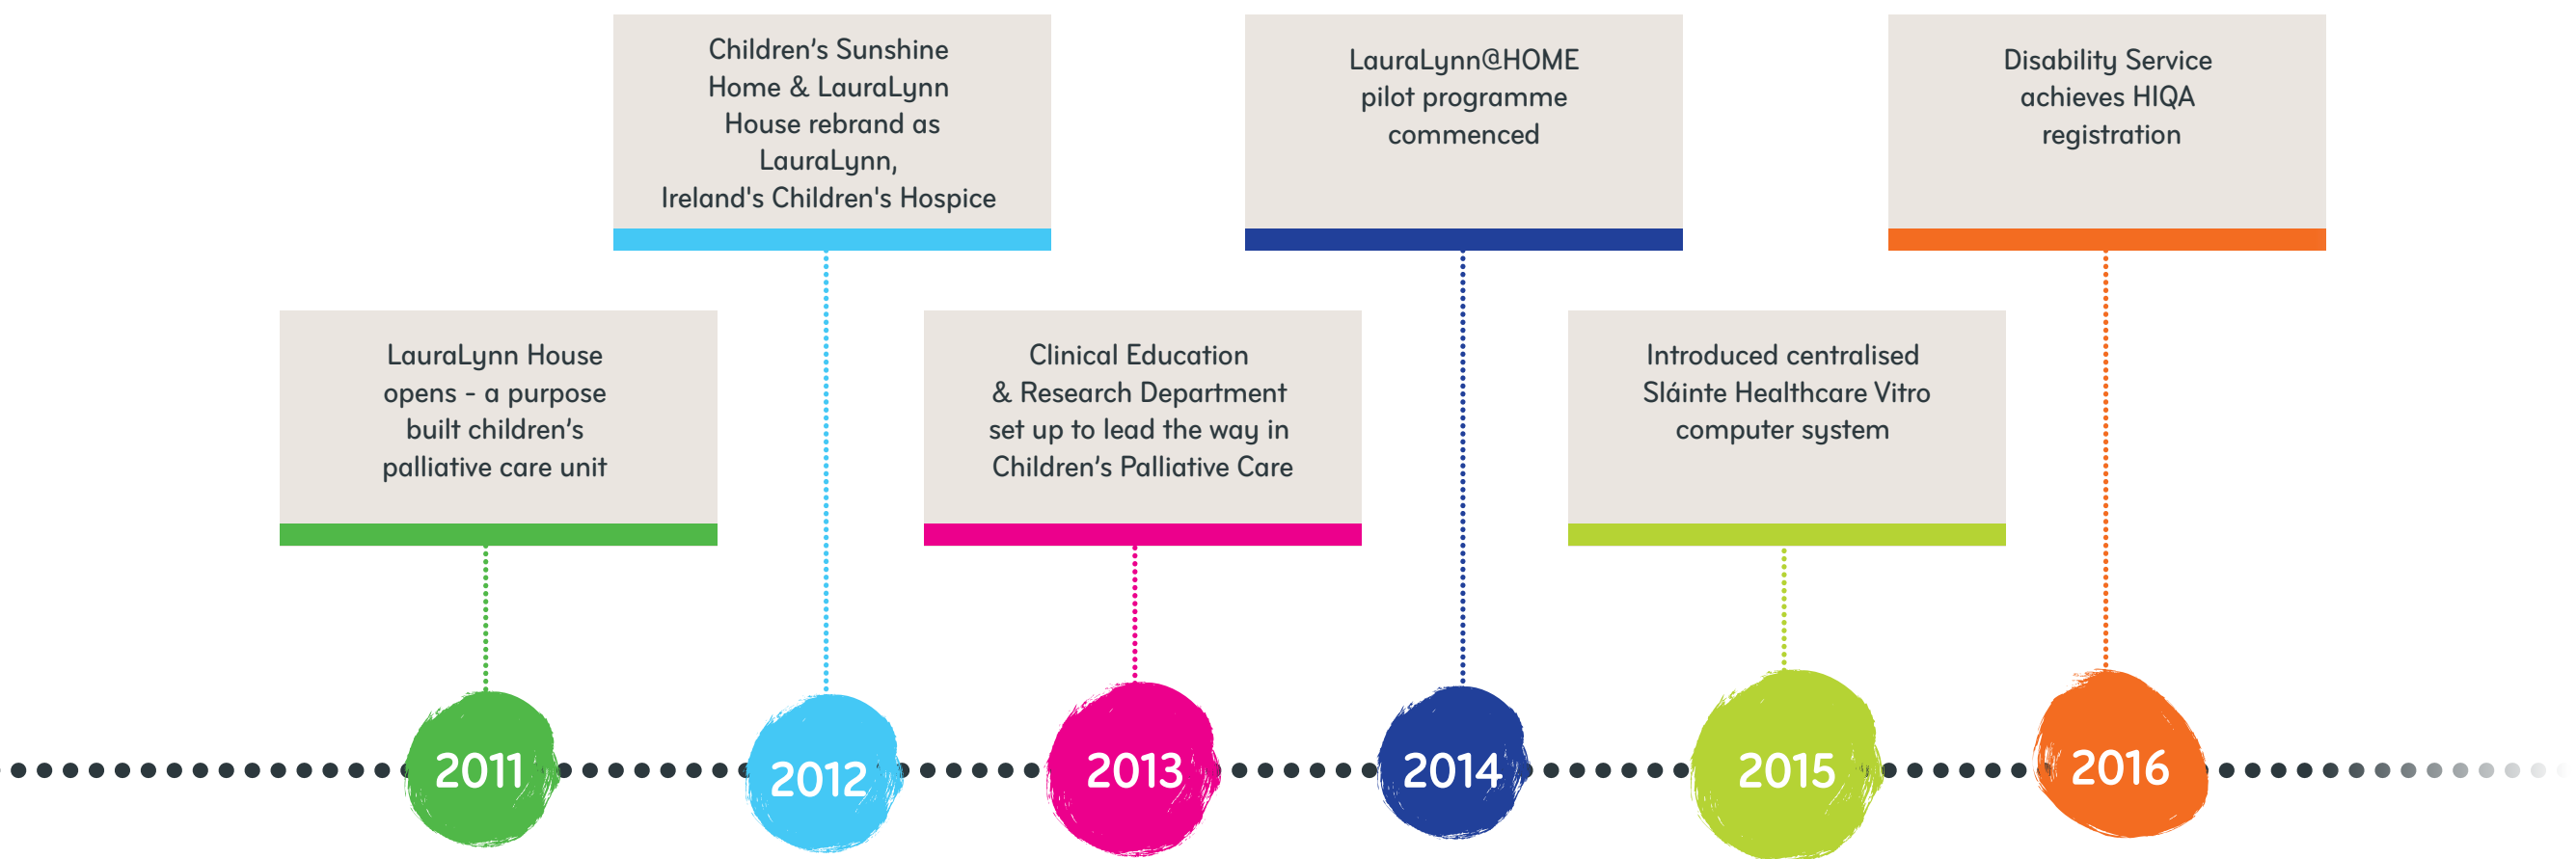 Children’s Sunshine
Home & LauraLynn
House rebrand as
LauraLynn,
Ireland's Children's Hospice
LauraLynn@HOME
pilot programme
commenced
Disability Service
achieves HIQA
registration
LauraLynn House
opens - a purpose
built children’s
palliative care unit
Clinical Education
& Research Department
set up to lead the way in
Children’s Palliative Care
Introduced centralised
Sláinte Healthcare Vitro
computer system
2011
2012
2013
2014
2015
2016